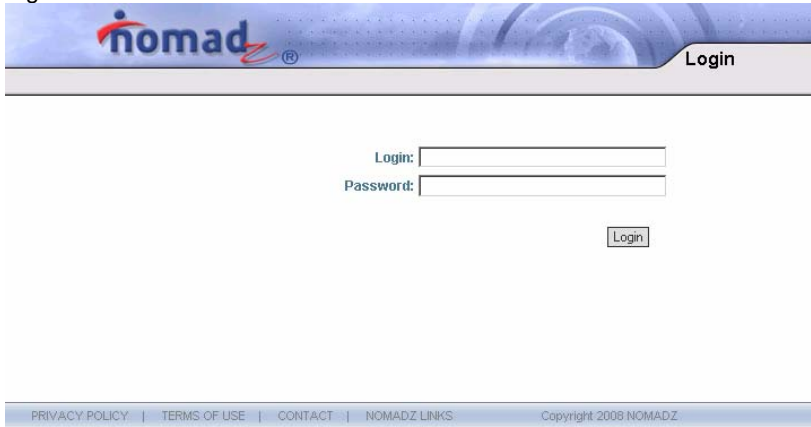 nomadz ®
Login
Login:
Password:
Login
PRIVACY POLICY | TERMS OF USE | CONTACT | NOMADZ LINKS Copyright 2008 NOMADZ